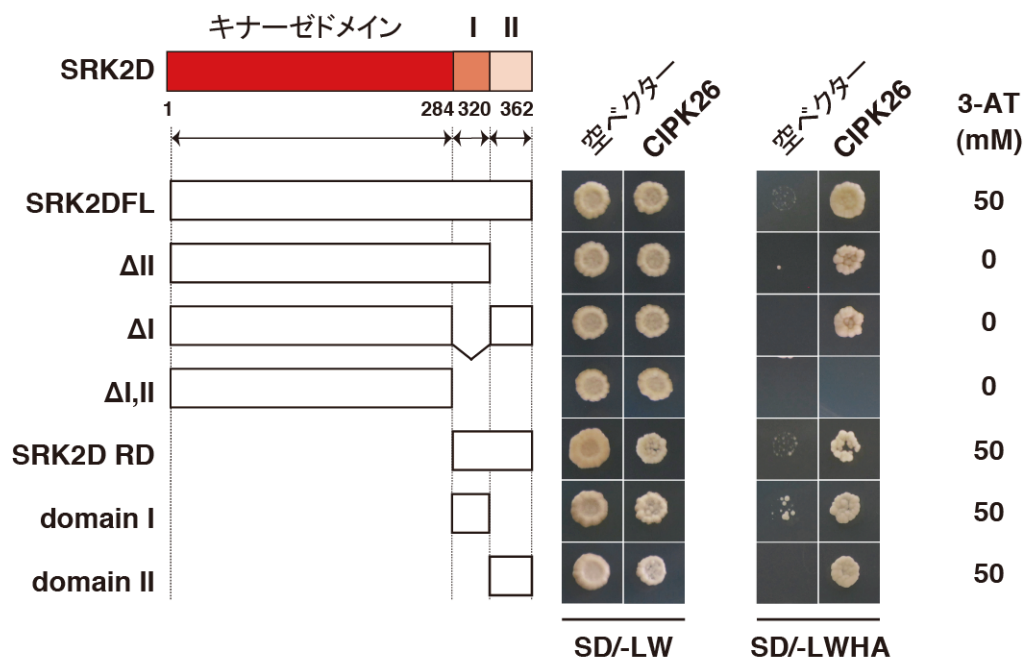 キナーゼドメイン I II
SRK2D
1 284 320 362
空ベクター
CIPK26
空ベクター
CIPK26
3-AT
(mM)
SRK2DFL 50
ΔII 0
ΔI 0
ΔI,II 0
SRK2D RD 50
domain I 50
domain II 50
SD/-LW SD/-LWHA